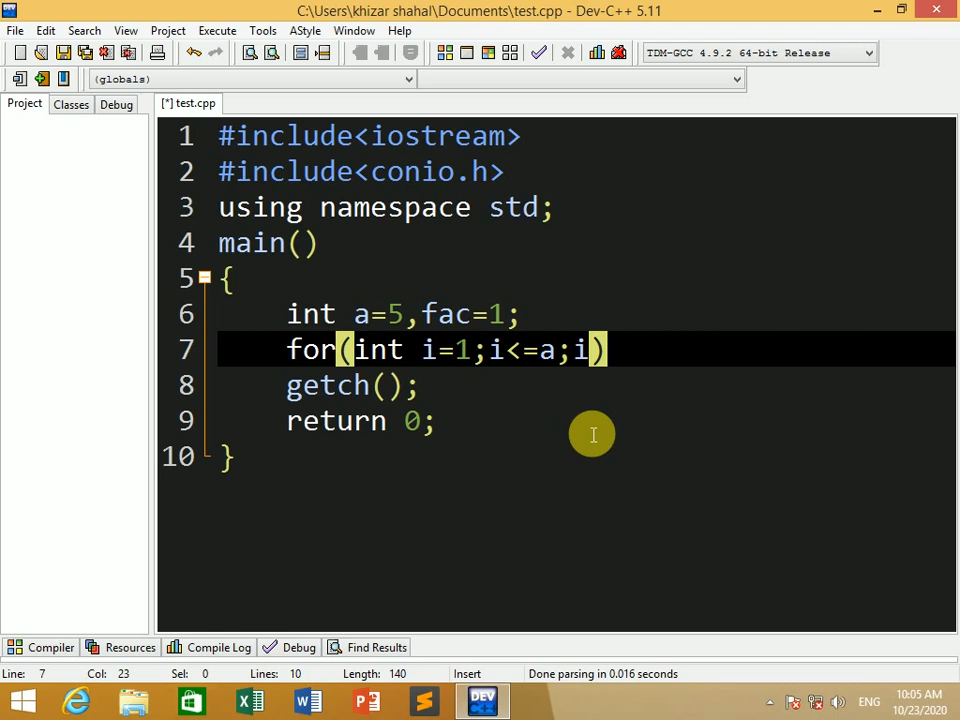 C:\Users\khizar shahal\Documents\test.cpp - Dev-C++ 5.11
File Edit Search View Project Execute Tools AStyle Window Help
TDM-GCC 4.9.2 64-bit Release
(globals)
Project Classes Debug [*] test.cpp
1 #include<iostream>
2 #include<conio.h>
3 using namespace std;
4 main()
5 {
6 int a=5,fac=1;
7 for(int i=1;i<=a;i)
8 getch();
9 return 0;
10 }
Compiler Resources Compile Log Debug Find Results
Line: 7 Col: 23 Sel: 0 Lines: 10 Length: 140 Insert Done parsing in 0.016 seconds
DEV
ENG
10:05 AM
10/23/2020